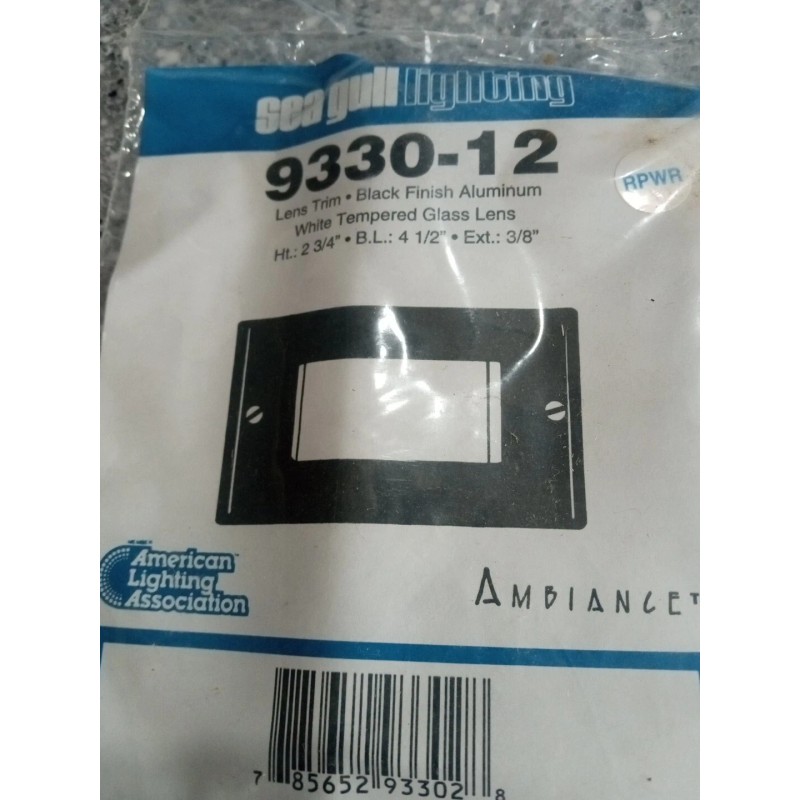 sea gull lighting
9330-12
RPWR
Lens Trim • Black Finish Aluminum
White Tempered Glass Lens
Ht.: 2 3/4" • B.L.: 4 1/2" • Ext.: 3/8"
American
Lighting
Association
AMBIANCE
7 85652 93302 8